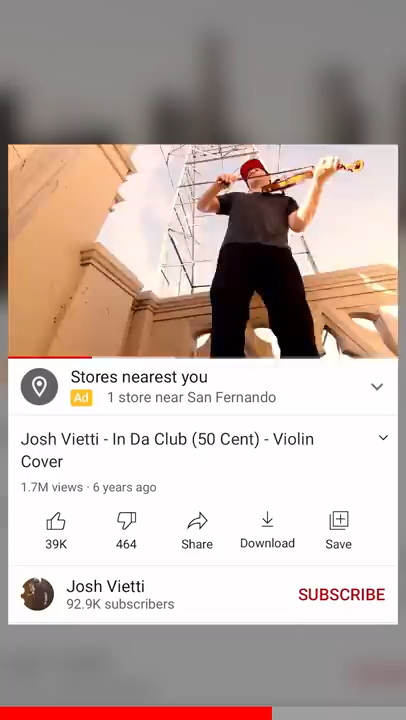 Stores nearest you
Ad 1 store near San Fernando
Josh Vietti - In Da Club (50 Cent) - Violin
Cover
1.7M views · 6 years ago
39K
464
Share
Download
Save
Josh Vietti
SUBSCRIBE
92.9K subscribers